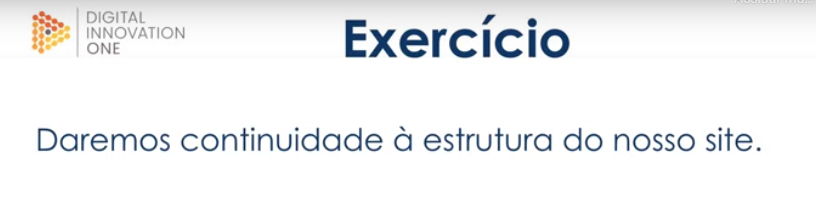 DIGITAL
INNOVATION
ONE
Exercício
Daremos continuidade à estrutura do nosso site.